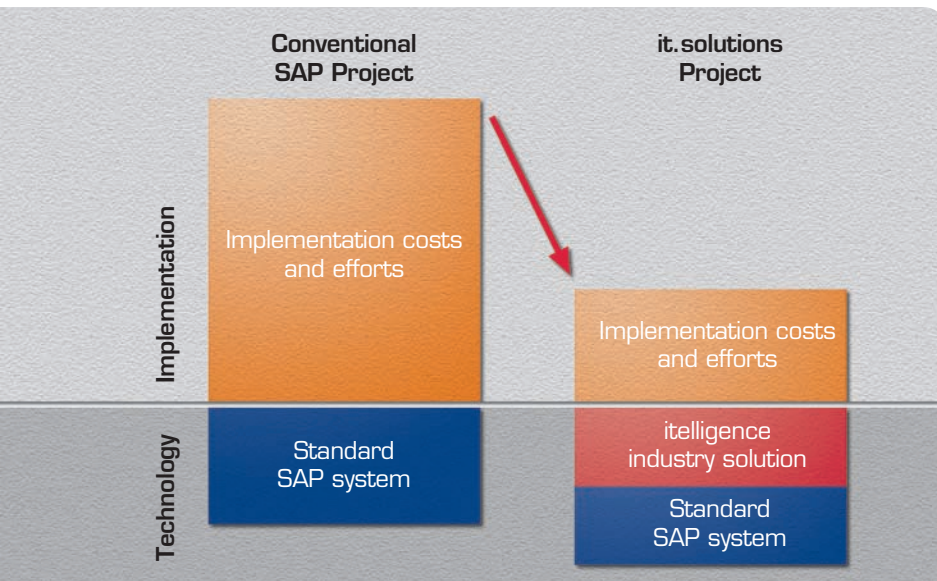 Conventional
SAP Project
it.solutions
Project
Implementation
Implementation costs
and efforts
Implementation costs
and efforts
Technology
Standard
SAP system
itelligence
industry solution
Standard
SAP system